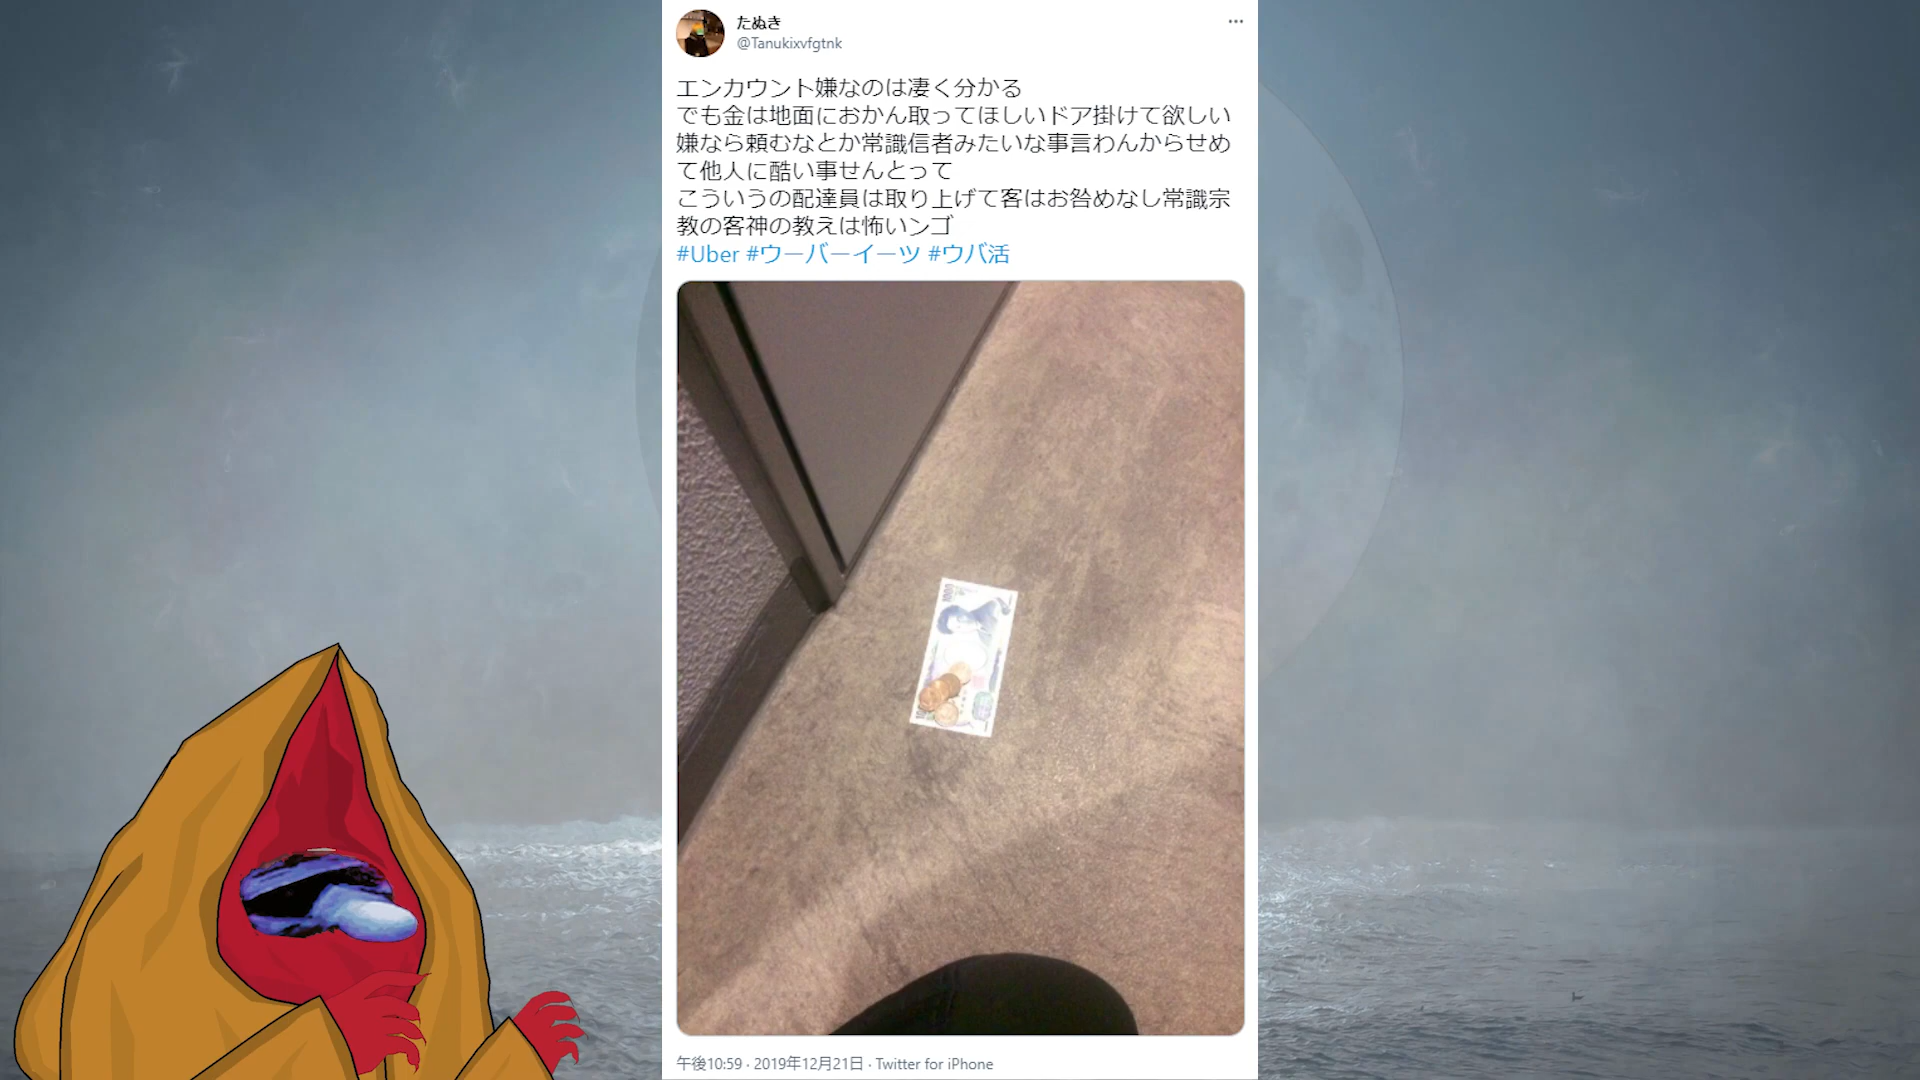 たぬき
@Tanukixvfgtnk
エンカウント嫌なのは凄く分かる
でも金は地面におかん取ってほしいドア掛けて欲しい
嫌なら頼むなとか常識信者みたいな事言わんからせめ
て他人に酷い事せんとって
こういうの配達員は取り上げて客はお咎めなし常識宗
教の客神の教えは怖いンゴ
#Uber #ウーバーイーツ #ウバ活
1000
午後10:59 · 2019年12月21日 · Twitter for iPhone